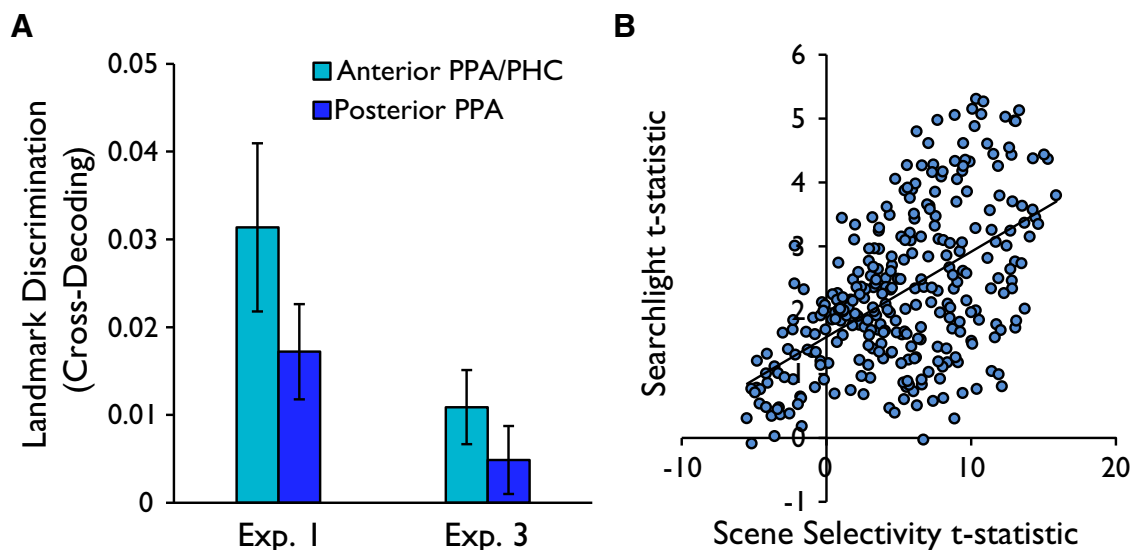 A
Landmark Discrimination
(Cross-Decoding)
0.05
0.04
0.03
0.02
0.01
0
Anterior PPA/PHC
Posterior PPA
Exp. 1
Exp. 3
B
Searchlight t-statistic
6
5
4
3
2
1
0
-1
-10
0
10
20
Scene Selectivity t-statistic